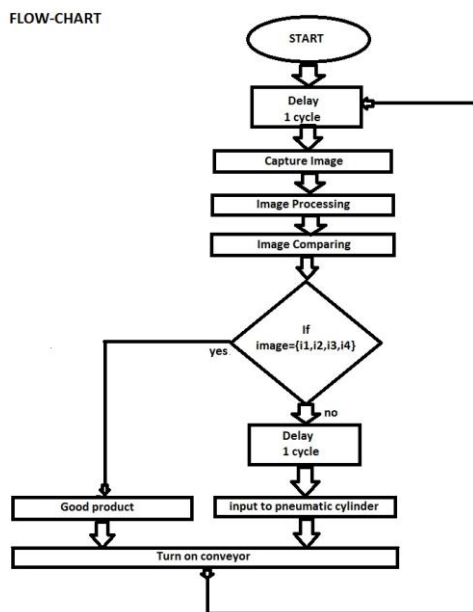 FLOW-CHART
START
Delay
1 cycle
Capture Image
Image Processing
Image Comparing
If
image={i1,i2,i3,i4}
yes
no
Delay
1 cycle
Good product
input to pneumatic cylinder
Turn on conveyor